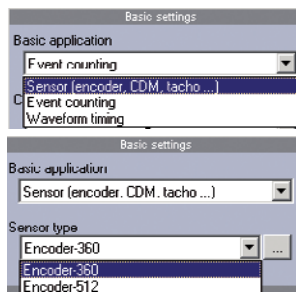 Basic settings
Basic application
Event counting
Sensor (encoder, CDM, tacho ...)
C
Event counting
Waveform timing
Basic settings
Basic application
Sensor (encoder. CDM. tacho ...)
Sensor type
Encoder-360
...
Encoder-360
Encoder-512